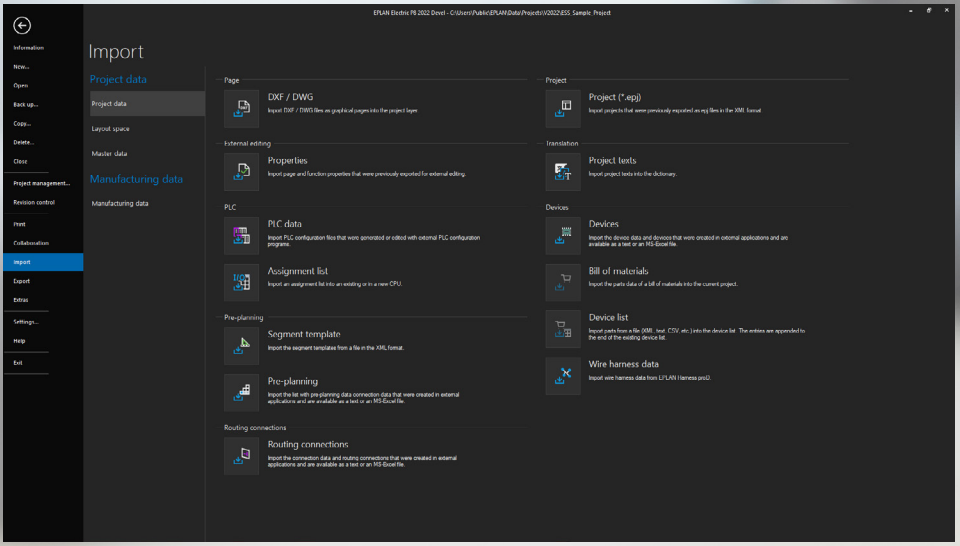 EPLAN Electric P8 2022 Devel - C:\Users\Public\EPLAN\Data\Projects\V2022\ESS_Sample_Project
Information
New...
Open
Back up...
Copy...
Delete...
Close
Project management...
Revision control
Print
Collaboration
Import
Export
Extras
Settings...
Help
Exit
Import
Project data
Project data
Layout space
Master data
Manufacturing data
Manufacturing data
Page
DXF / DWG
Import DXF / DWG files as graphical pages into the project layer.
External editing
Properties
Import page and function properties that were previously exported for external editing.
PLC
PLC data
Import PLC configuration files that were generated or edited with external PLC configuration
programs.
Assignment list
Import an assignment list into an existing or in a new CPU.
Pre-planning
Segment template
Import the segment templates from a file in the XML format.
Pre-planning
Import the list with pre-planning data connection data that were created in external
applications and are available as a text or an MS-Excel file.
Routing connections
Routing connections
Import the connection data and routing connections that were created in external
applications and are available as a text or an MS-Excel file.
Project
Project (*.epj)
Import projects that were previously exported as epj files in the XML format.
Translation
Project texts
Import project texts into the dictionary.
Devices
Devices
Import the device data and devices that were created in external applications and are
available as a text or an MS-Excel file.
Bill of materials
Import the parts data of a bill of materials into the current project.
Device list
Import parts from a file (XML, text, CSV, etc.) into the device list. The entries are appended to
the end of the existing device list.
Wire harness data
Import wire harness data from EPLAN Harness proD.